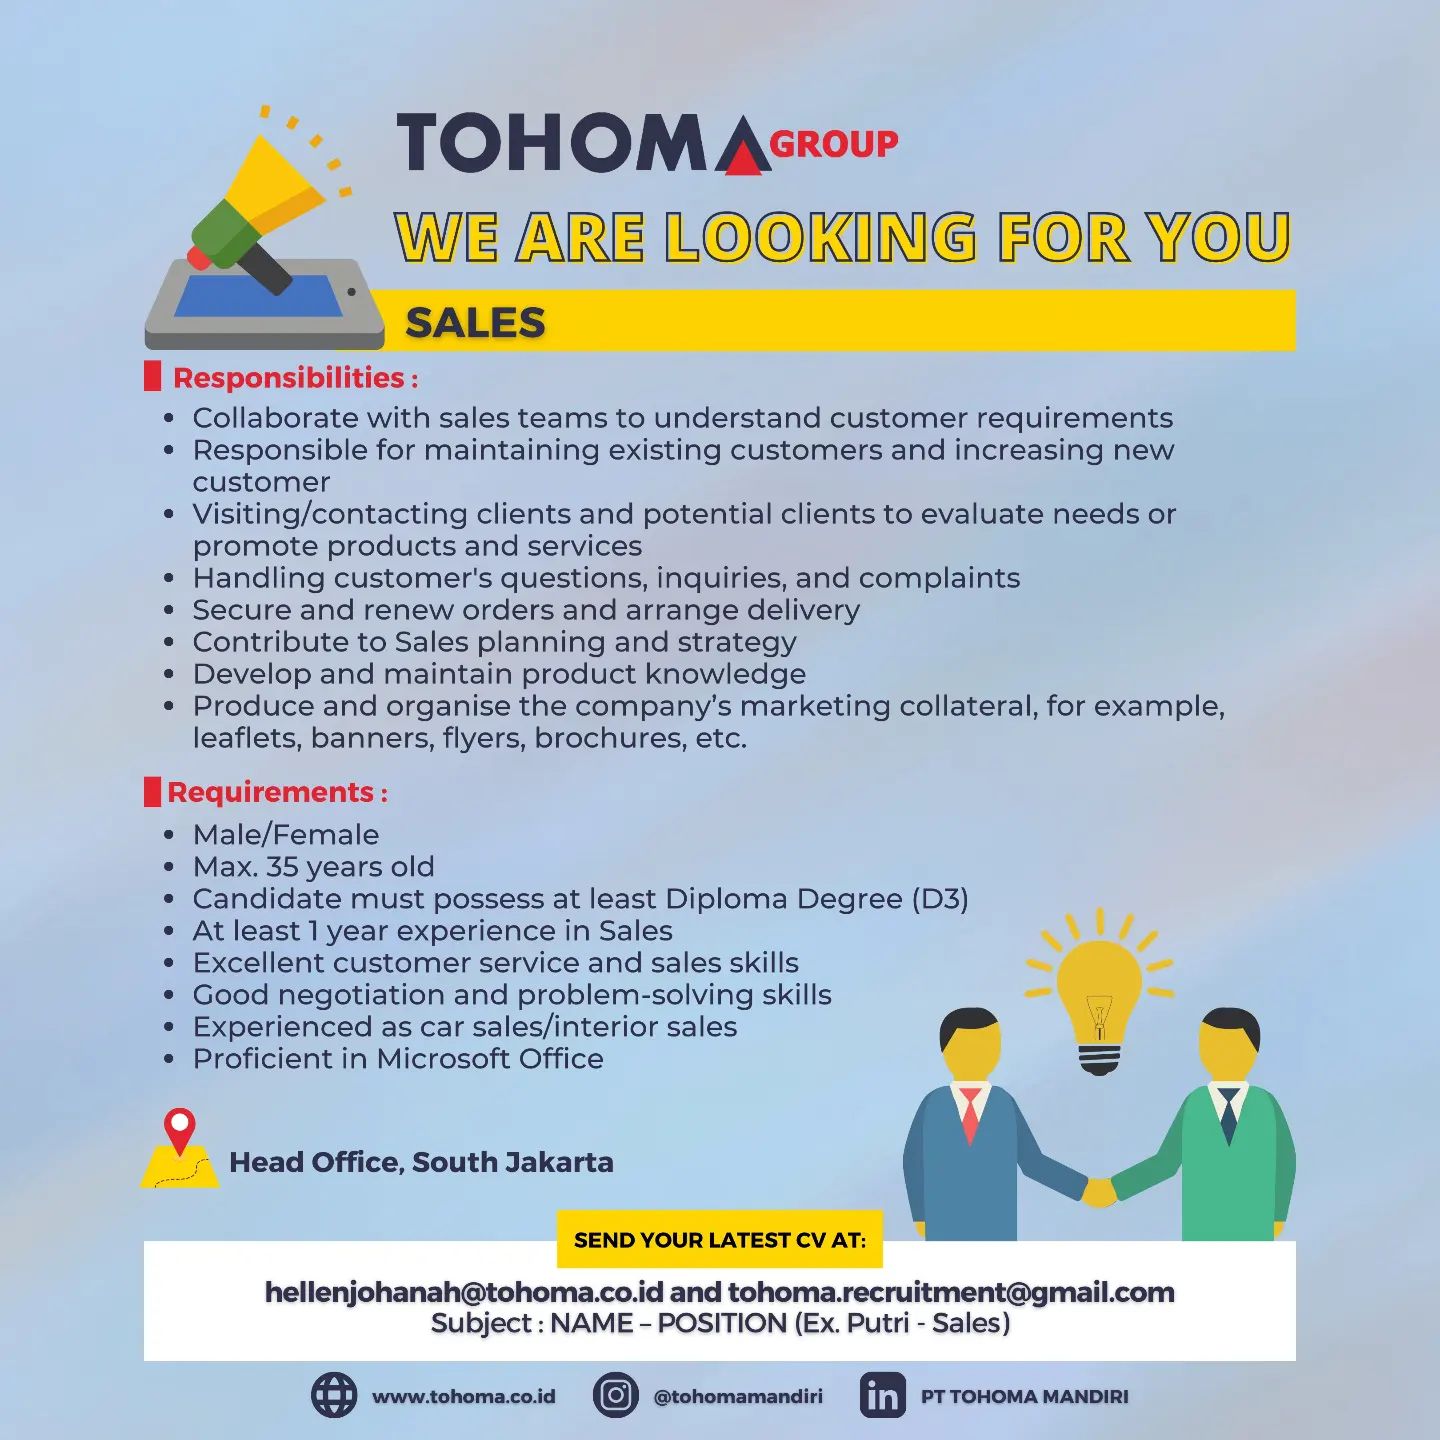 TOHOMA GROUP
WE ARE LOOKING FOR YOU
SALES
Responsibilities :
• Collaborate with sales teams to understand customer requirements
• Responsible for maintaining existing customers and increasing new
customer
• Visiting/contacting clients and potential clients to evaluate needs or
promote products and services
• Handling customer's questions, inquiries, and complaints
• Secure and renew orders and arrange delivery
• Contribute to Sales planning and strategy
• Develop and maintain product knowledge
• Produce and organise the company’s marketing collateral, for example,
leaflets, banners, flyers, brochures, etc.
Requirements :
• Male/Female
• Max. 35 years old
• Candidate must possess at least Diploma Degree (D3)
• At least 1 year experience in Sales
• Excellent customer service and sales skills
• Good negotiation and problem-solving skills
• Experienced as car sales/interior sales
• Proficient in Microsoft Office
Head Office, South Jakarta
SEND YOUR LATEST CV AT:
hellenjohanah@tohoma.co.id and tohoma.recruitment@gmail.com
Subject : NAME – POSITION (Ex. Putri - Sales)
www.tohoma.co.id @tohomamandiri in PT TOHOMA MANDIRI